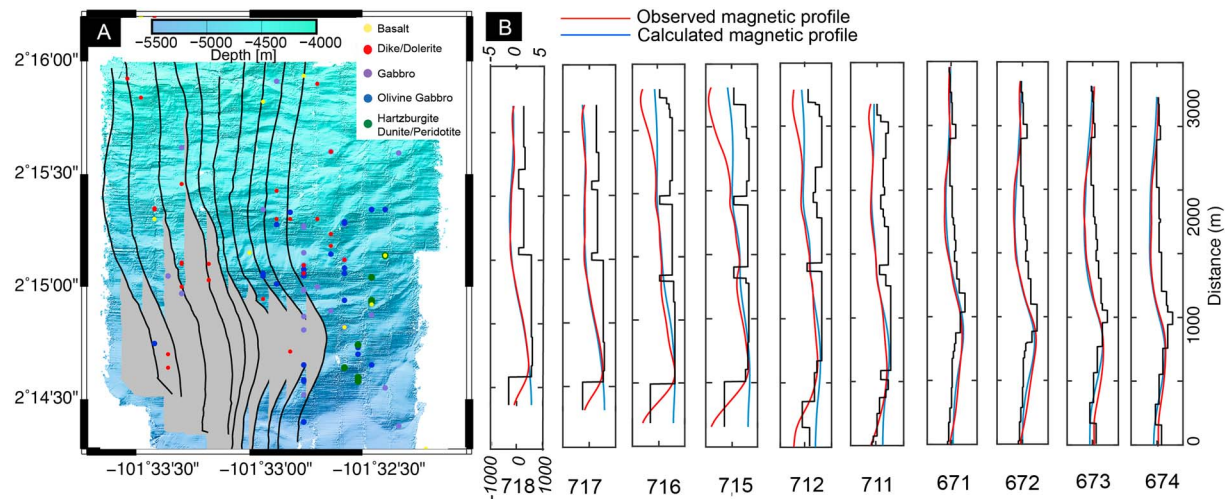 A
−5500 −5000 −4500 −4000
Depth [m]
Basalt
Dike/Dolerite
Gabbro
Olivine Gabbro
Hartzburgite
Dunite/Peridotite
2˚16'00"
2˚15'30"
2˚15'00"
2˚14'30"
−101˚33'30" −101˚33'00" −101˚32'30"
B
Observed magnetic profile
Calculated magnetic profile
-5 0 5
-1000 0 1000
718 717 716 715 712 711 671 672 673 674
3000
2000
1000
0
Distance (m)